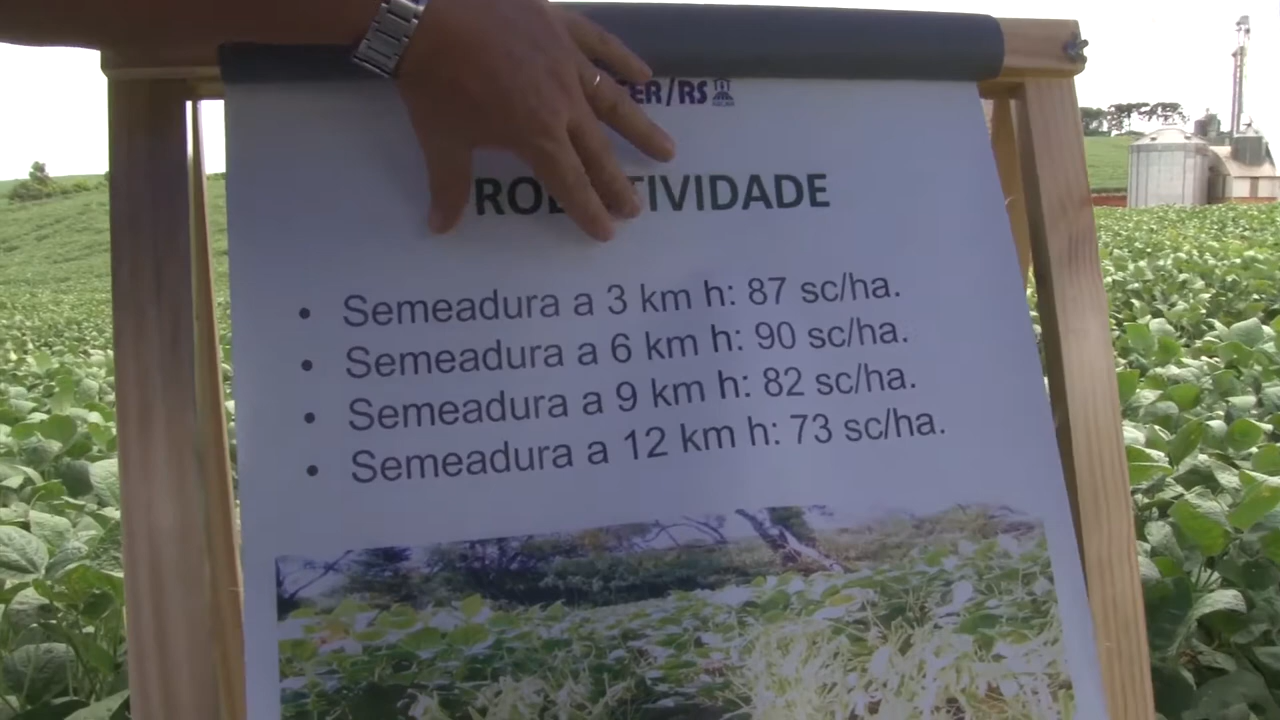 ER/RS
TIVIDADE
• Semeadura a 3 km h: 87 sc/ha.
• Semeadura a 6 km h: 90 sc/ha.
• Semeadura a 9 km h: 82 sc/ha.
• Semeadura a 12 km h: 73 sc/ha.